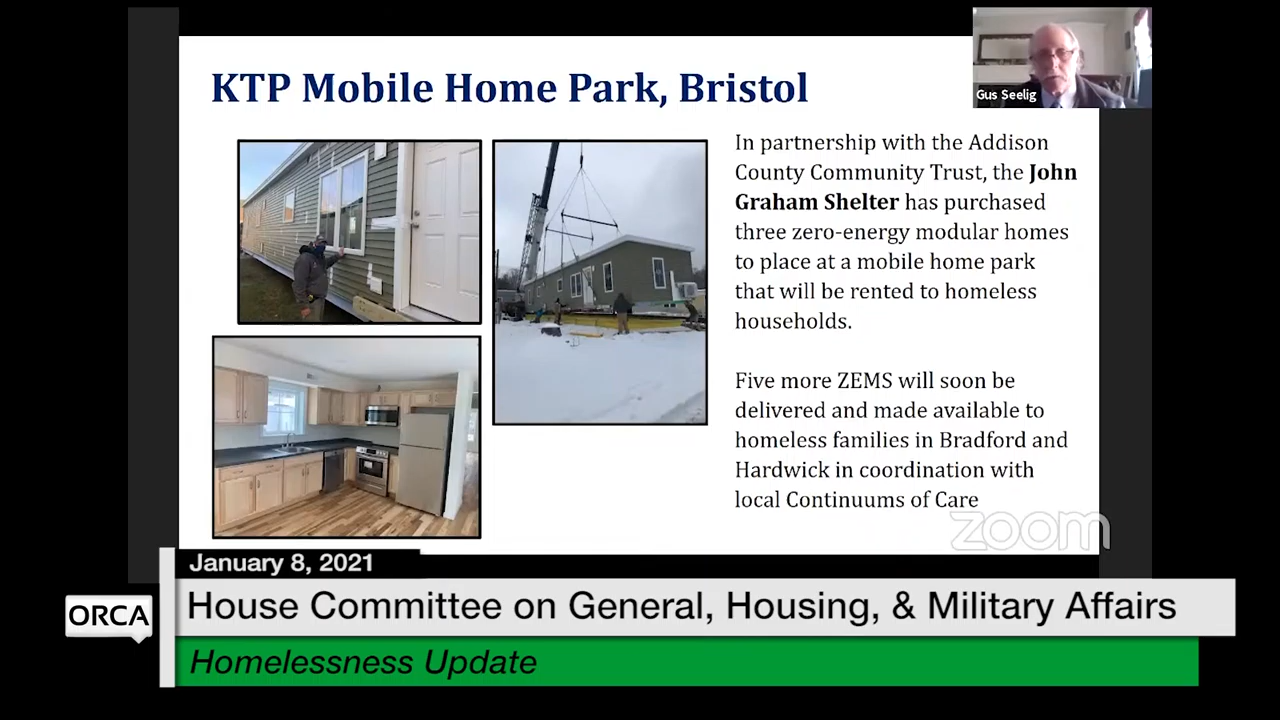 KTP Mobile Home Park, Bristol
Gus Seelig
In partnership with the Addison
County Community Trust, the John
Graham Shelter has purchased
three zero-energy modular homes
to place at a mobile home park
that will be rented to homeless
households.
Five more ZEMS will soon be
delivered and made available to
homeless families in Bradford and
Hardwick in coordination with
local Continuums of Care
zoom
January 8, 2021
ORCA
House Committee on General, Housing, & Military Affairs
Homelessness Update